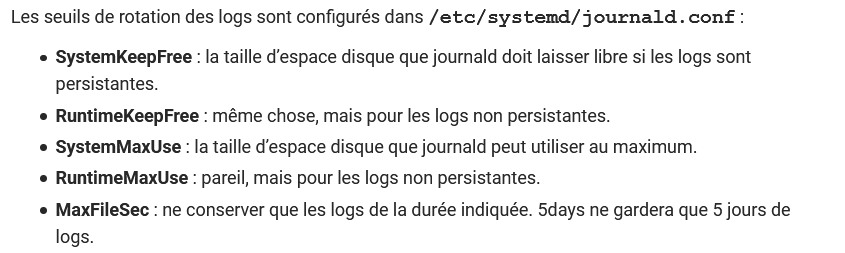 Les seuils de rotation des logs sont configurés dans /etc/systemd/journald.conf :
• SystemKeepFree : la taille d’espace disque que journald doit laisser libre si les logs sont
persistantes.
• RuntimeKeepFree : même chose, mais pour les logs non persistantes.
• SystemMaxUse : la taille d’espace disque que journald peut utiliser au maximum.
• RuntimeMaxUse : pareil, mais pour les logs non persistantes.
• MaxFileSec : ne conserver que les logs de la durée indiquée. 5days ne gardera que 5 jours de
logs.